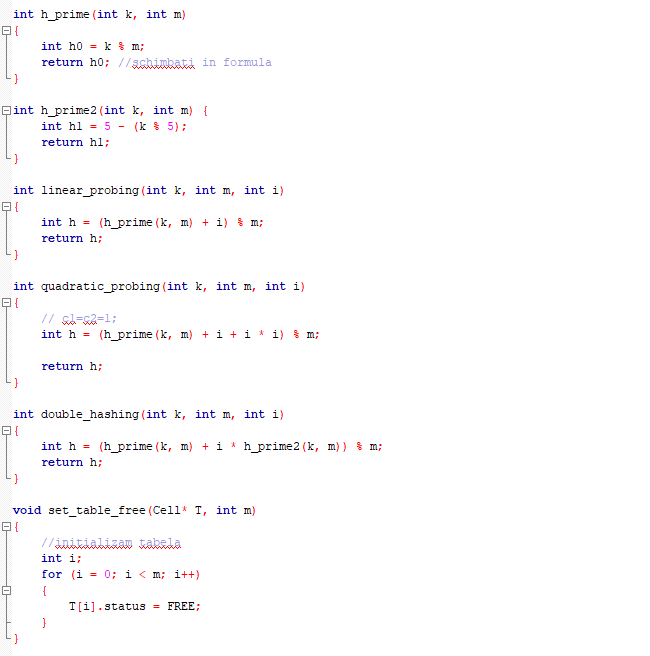 int h_prime(int k, int m)
{
    int h0 = k % m;
    return h0; //schimbati in formula
}
int h_prime2(int k, int m) {
    int h1 = 5 - (k % 5);
    return h1;
}
int linear_probing(int k, int m, int i)
{
    int h = (h_prime(k, m) + i) % m;
    return h;
}
int quadratic_probing(int k, int m, int i)
{
    // c1=c2=1;
    int h = (h_prime(k, m) + i + i * i) % m;
    return h;
}
int double_hashing(int k, int m, int i)
{
    int h = (h_prime(k, m) + i * h_prime2(k, m)) % m;
    return h;
}
void set_table_free(Cell* T, int m)
{
    //initializam tabela
    int i;
    for (i = 0; i < m; i++)
    {
        T[i].status = FREE;
    }
}